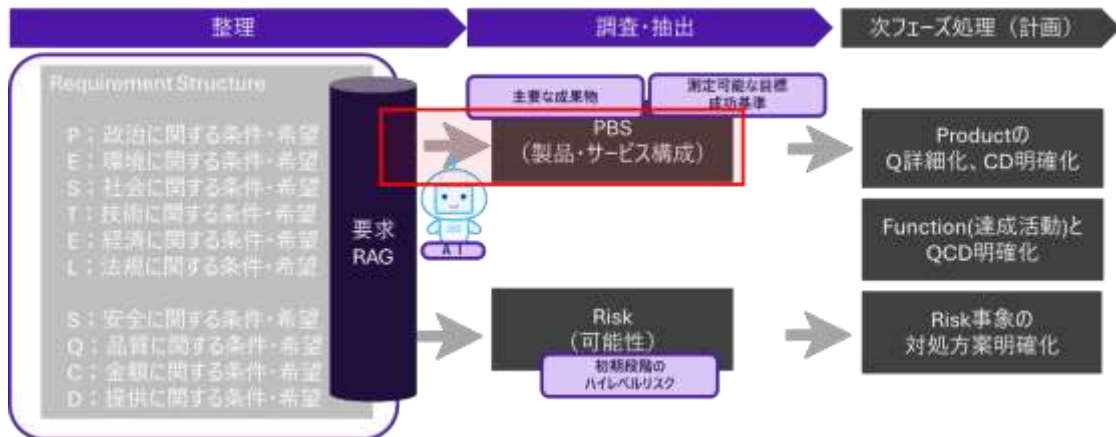 整理
調査・抽出
次フェーズ処理（計画）
Requirement Structure
P：政治に関する条件・希望
E：環境に関する条件・希望
S：社会に関する条件・希望
T：技術に関する条件・希望
E：経済に関する条件・希望
L：法規に関する条件・希望
S：安全に関する条件・希望
Q：品質に関する条件・希望
C：金額に関する条件・希望
D：提供に関する条件・希望
要求
RAG
AI
主要な成果物
測定可能な目標
成功基準
PBS
（製品・サービス構成）
Risk
（可能性）
初期段階の
ハイレベルリスク
Productの
Q詳細化、CD明確化
Function(達成活動)と
QCD明確化
Risk事象の
対処方案明確化